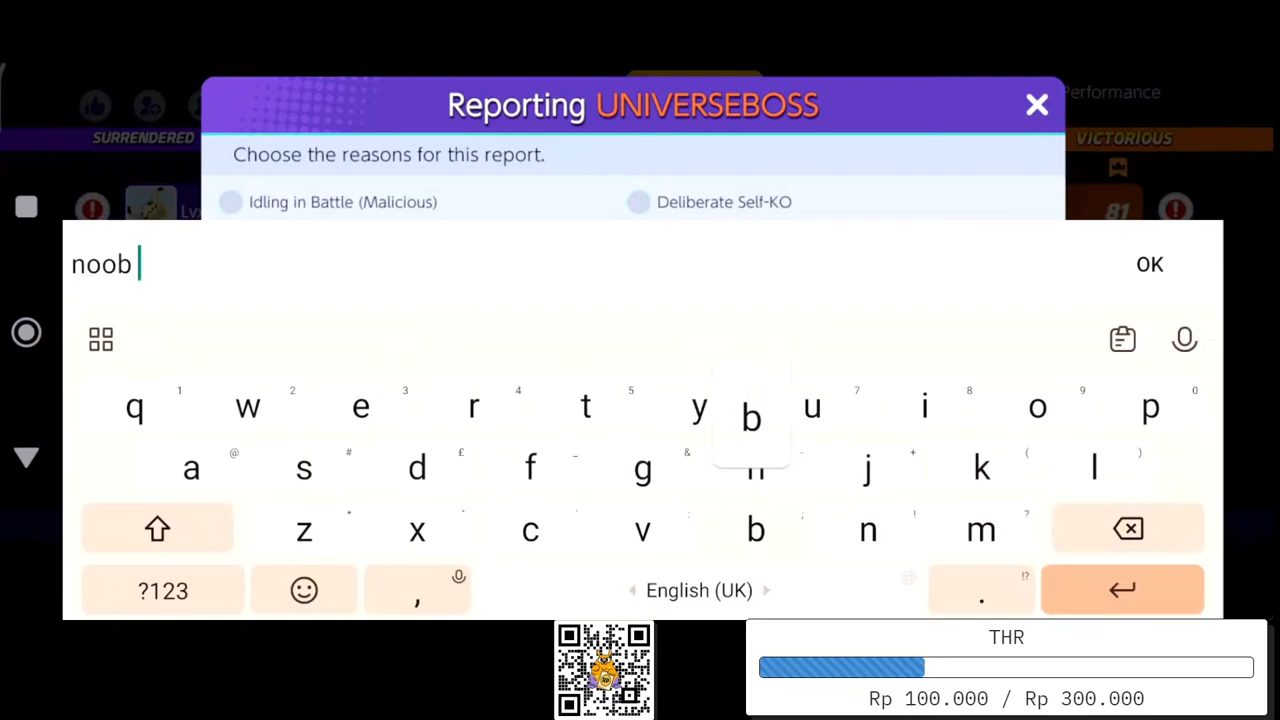 Performance
Reporting UNIVERSEBOSS
SURRENDERED
VICTORIOUS
Choose the reasons for this report.
Idling in Battle (Malicious)
Deliberate Self-KO
Lv
81
noob
OK
q 1 w 2 e 3 r 4 t 5 y b u 7 i 8 o 9 p 0
a @ s # d £ f _ g & h - j + k ( l )
z * x " c ' v : b ; n ! m ?
?123 , English (UK) . !?
THR
Rp 100.000 / Rp 300.000